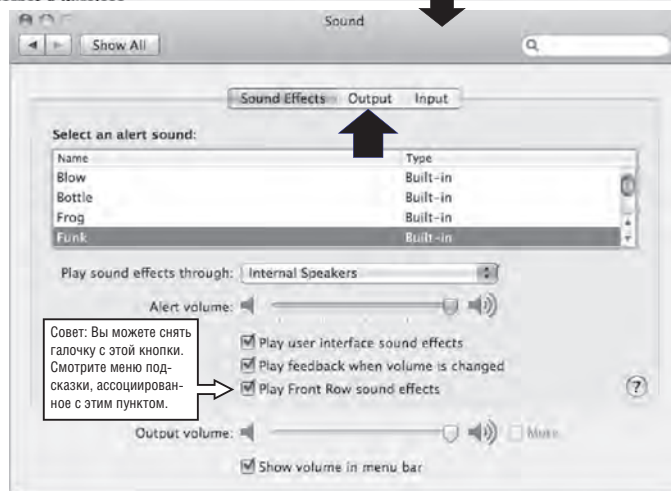 Sound
Show All
Sound Effects Output Input
Select an alert sound:
Name Type
Blow Built-in
Bottle Built-in
Frog Built-in
Funk Built-in
Play sound effects through: Internal Speakers
Alert volume:
Совет: Вы можете снять
галочку с этой кнопки.
Смотрите меню под-
сказки, ассоциирован-
ное с этим пунктом.
Play user interface sound effects
Play feedback when volume is changed
Play Front Row sound effects
?
Output volume: Mute
Show volume in menu bar